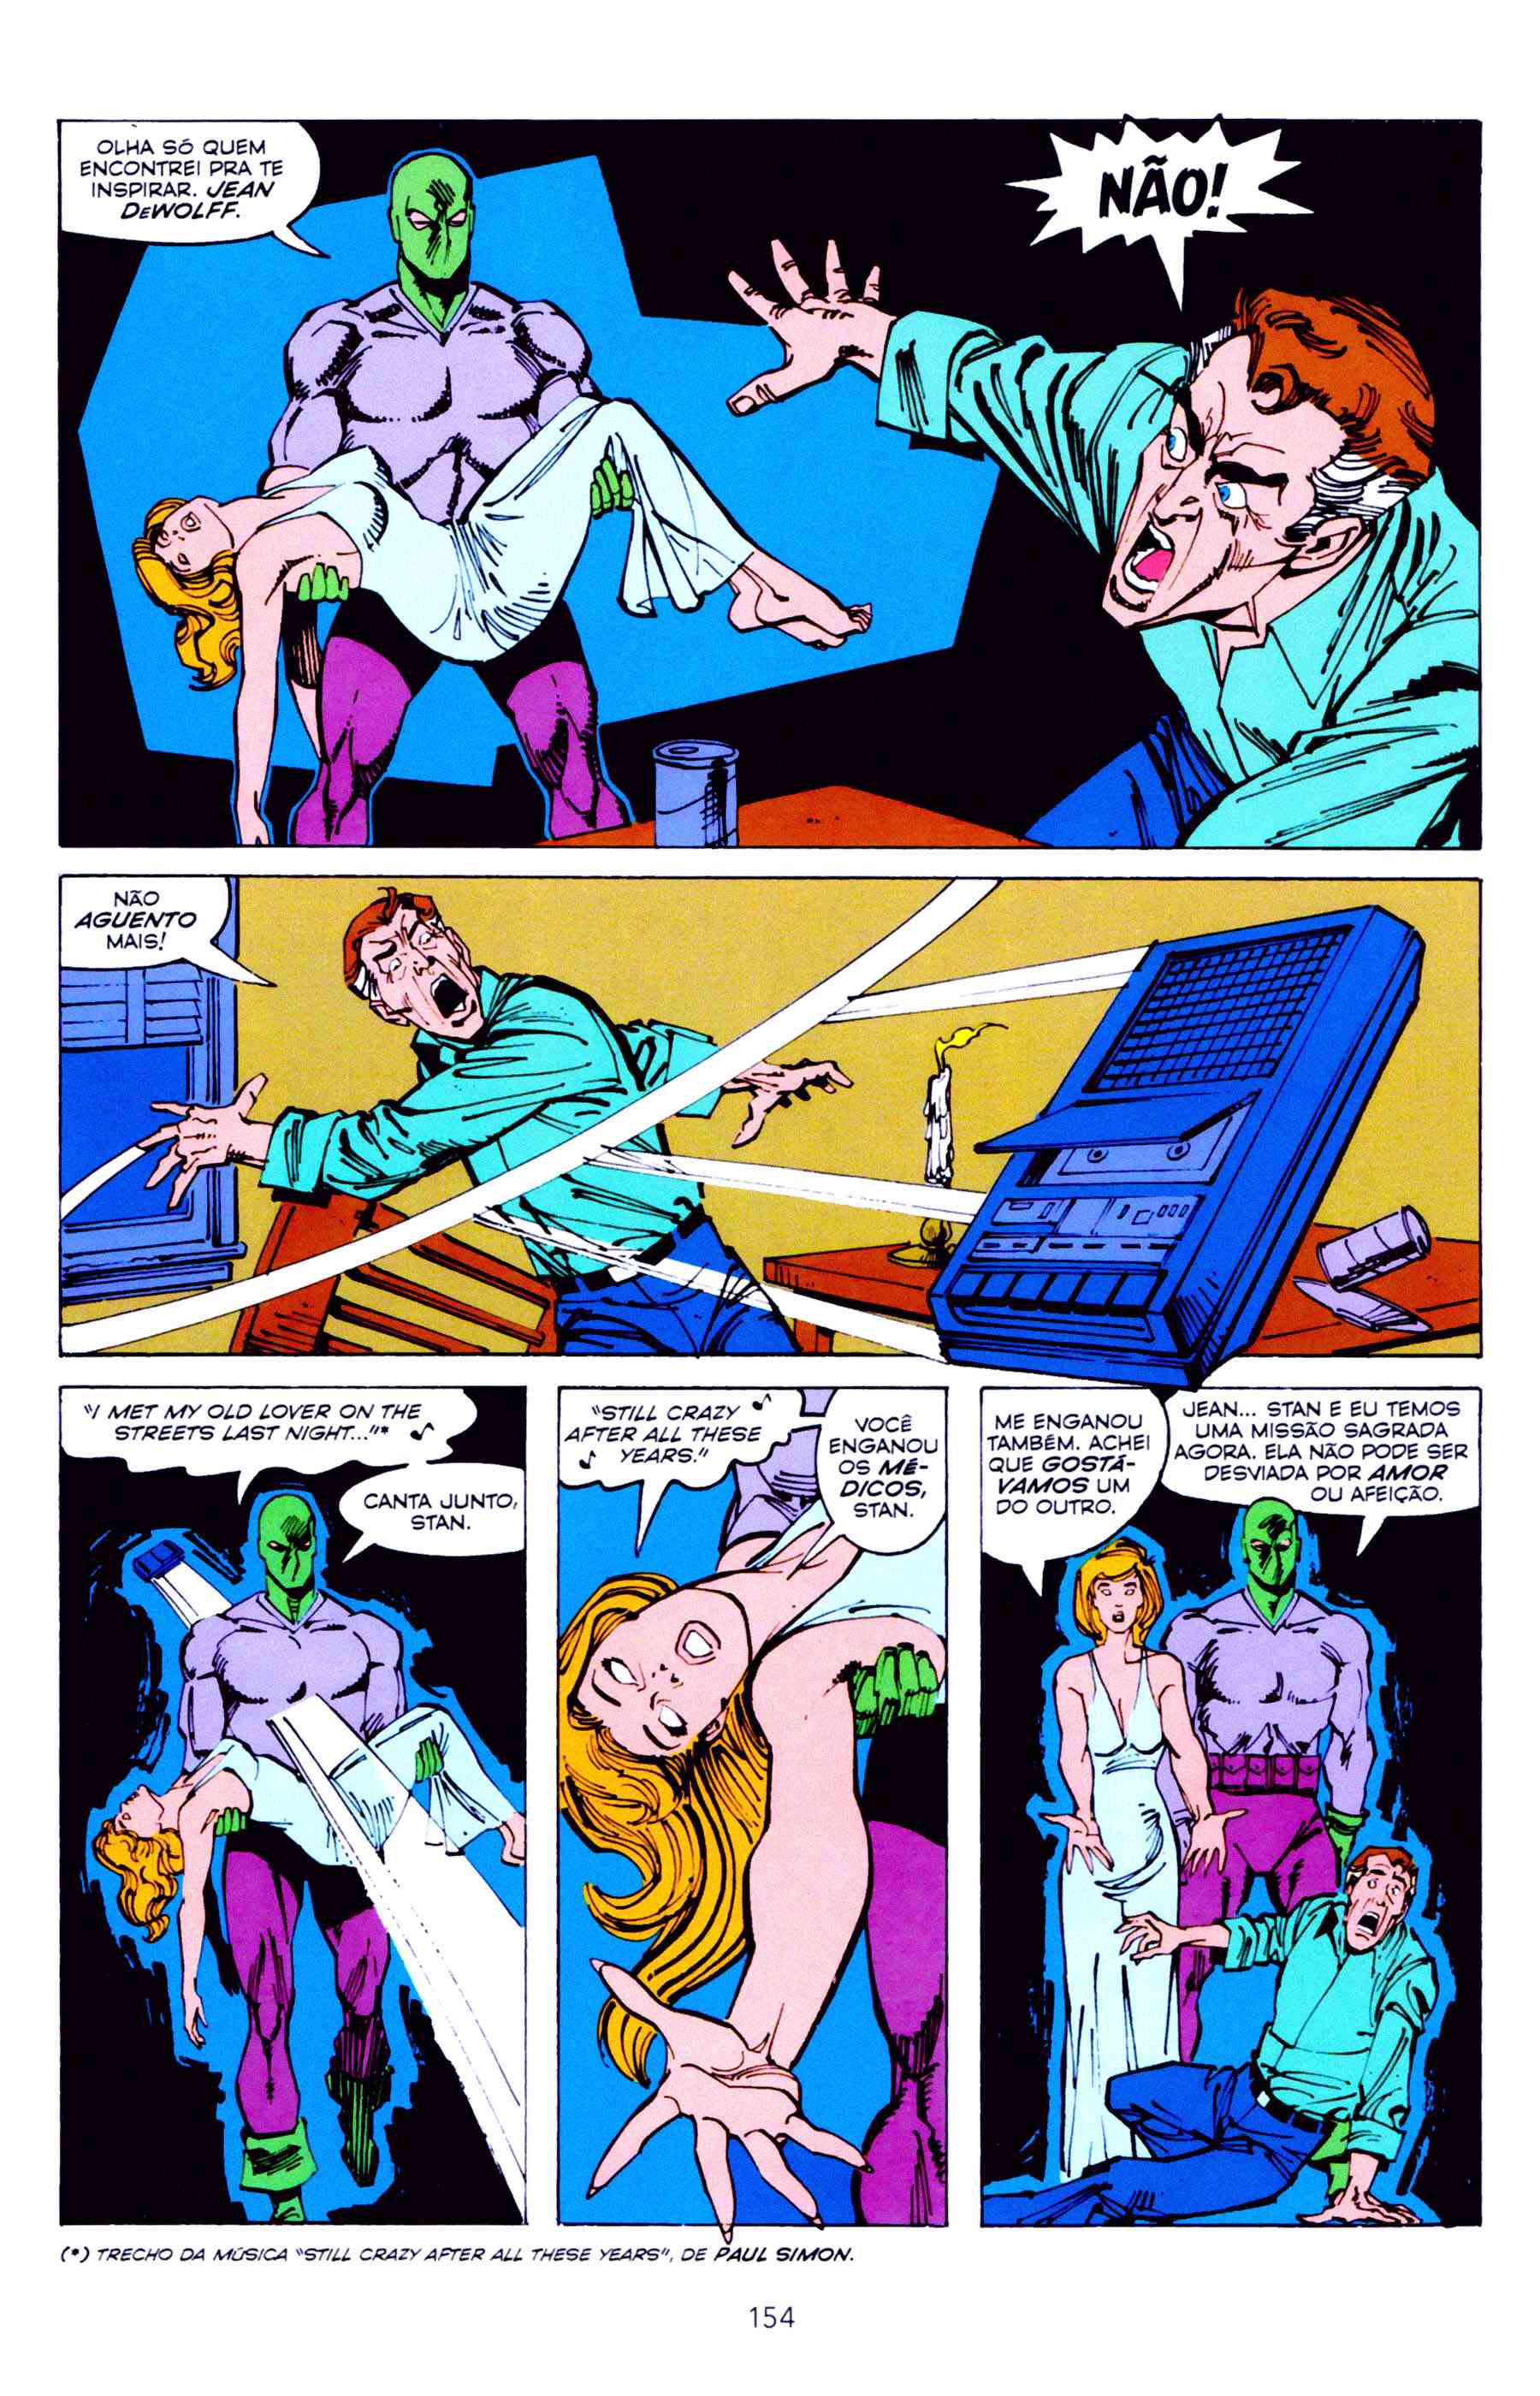 OLHA SÓ QUEM
ENCONTREI PRA TE
INSPIRAR. JEAN
DeWOLFF.
NÃO!
NÃO
AGUENTO
MAIS!
"I MET MY OLD LOVER ON THE
STREETS LAST NIGHT..."*
CANTA JUNTO,
STAN.
"STILL CRAZY
AFTER ALL THESE
YEARS."
VOCÊ
ENGANOU
OS MÉ-
DICOS,
STAN.
ME ENGANOU
TAMBÉM. ACHEI
QUE GOSTÁ-
VAMOS UM
DO OUTRO.
JEAN... STAN E EU TEMOS
UMA MISSÃO SAGRADA
AGORA. ELA NÃO PODE SER
DESVIADA POR AMOR
OU AFEIÇÃO.
(*) TRECHO DA MÚSICA "STILL CRAZY AFTER ALL THESE YEARS", DE PAUL SIMON.
154